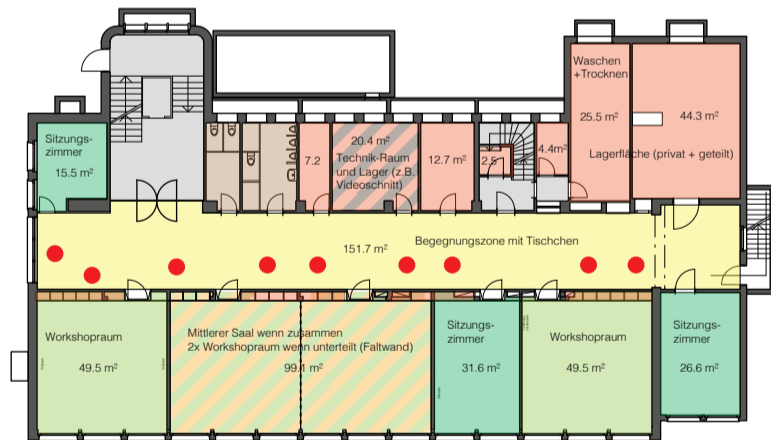 Waschen
+Trocknen
25.5 m²
44.3 m²
Lagerfläche (privat + geteilt)
Sitzungs-
zimmer
15.5 m²
7.2
20.4 m²
Technik-Raum
und Lager (z.B.
Videoschnitt)
12.7 m²
2.5
4.4m²
151.7 m²
Begegnungszone mit Tischchen
Workshopraum
49.5 m²
Mittlerer Saal wenn zusammen
2x Workshopraum wenn unterteilt (Faltwand)
99.1 m²
Sitzungs-
zimmer
31.6 m²
Workshopraum
49.5 m²
Sitzungs-
zimmer
26.6 m²